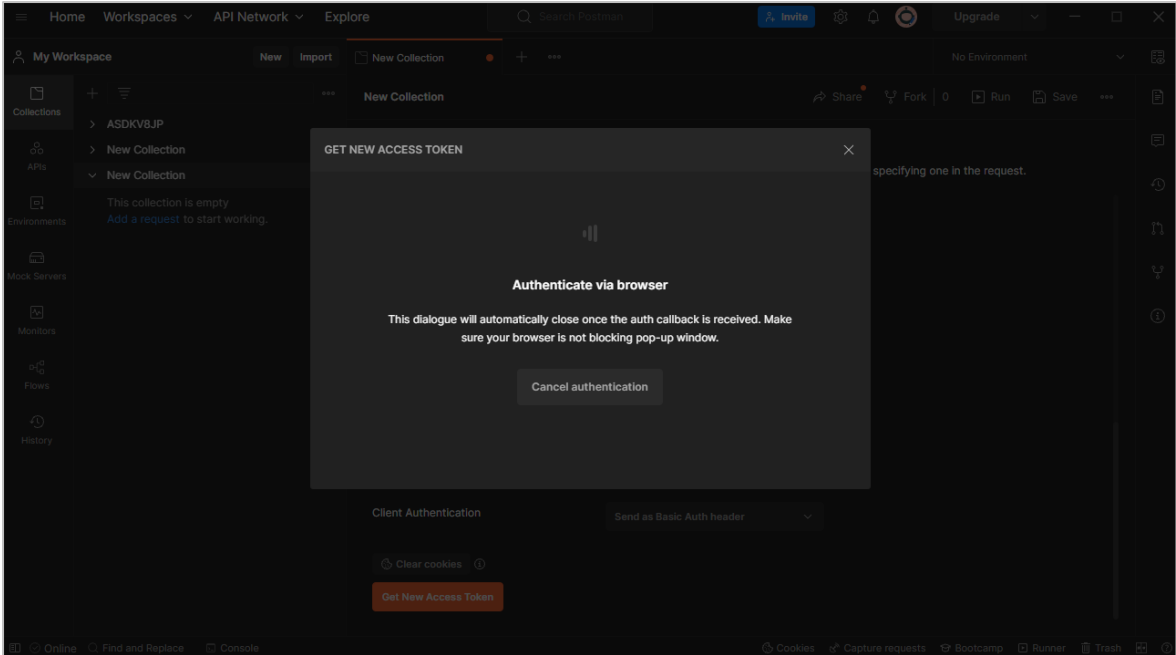 Home Workspaces API Network Explore Search Postman Invite Upgrade
My Workspace New Import New Collection No Environment
Collections
New Collection Share Fork 0 Run Save
ASDKV8JP
New Collection
APIs
New Collection
GET NEW ACCESS TOKEN
specifying one in the request.
This collection is empty
Add a request to start working.
Environments
Mock Servers
Monitors
Flows
History
Authenticate via browser
This dialogue will automatically close once the auth callback is received. Make
sure your browser is not blocking pop-up window.
Cancel authentication
Client Authentication Send as Basic Auth header
Clear cookies
Get New Access Token
Online Find and Replace Console Cookies Capture requests Bootcamp Runner Trash